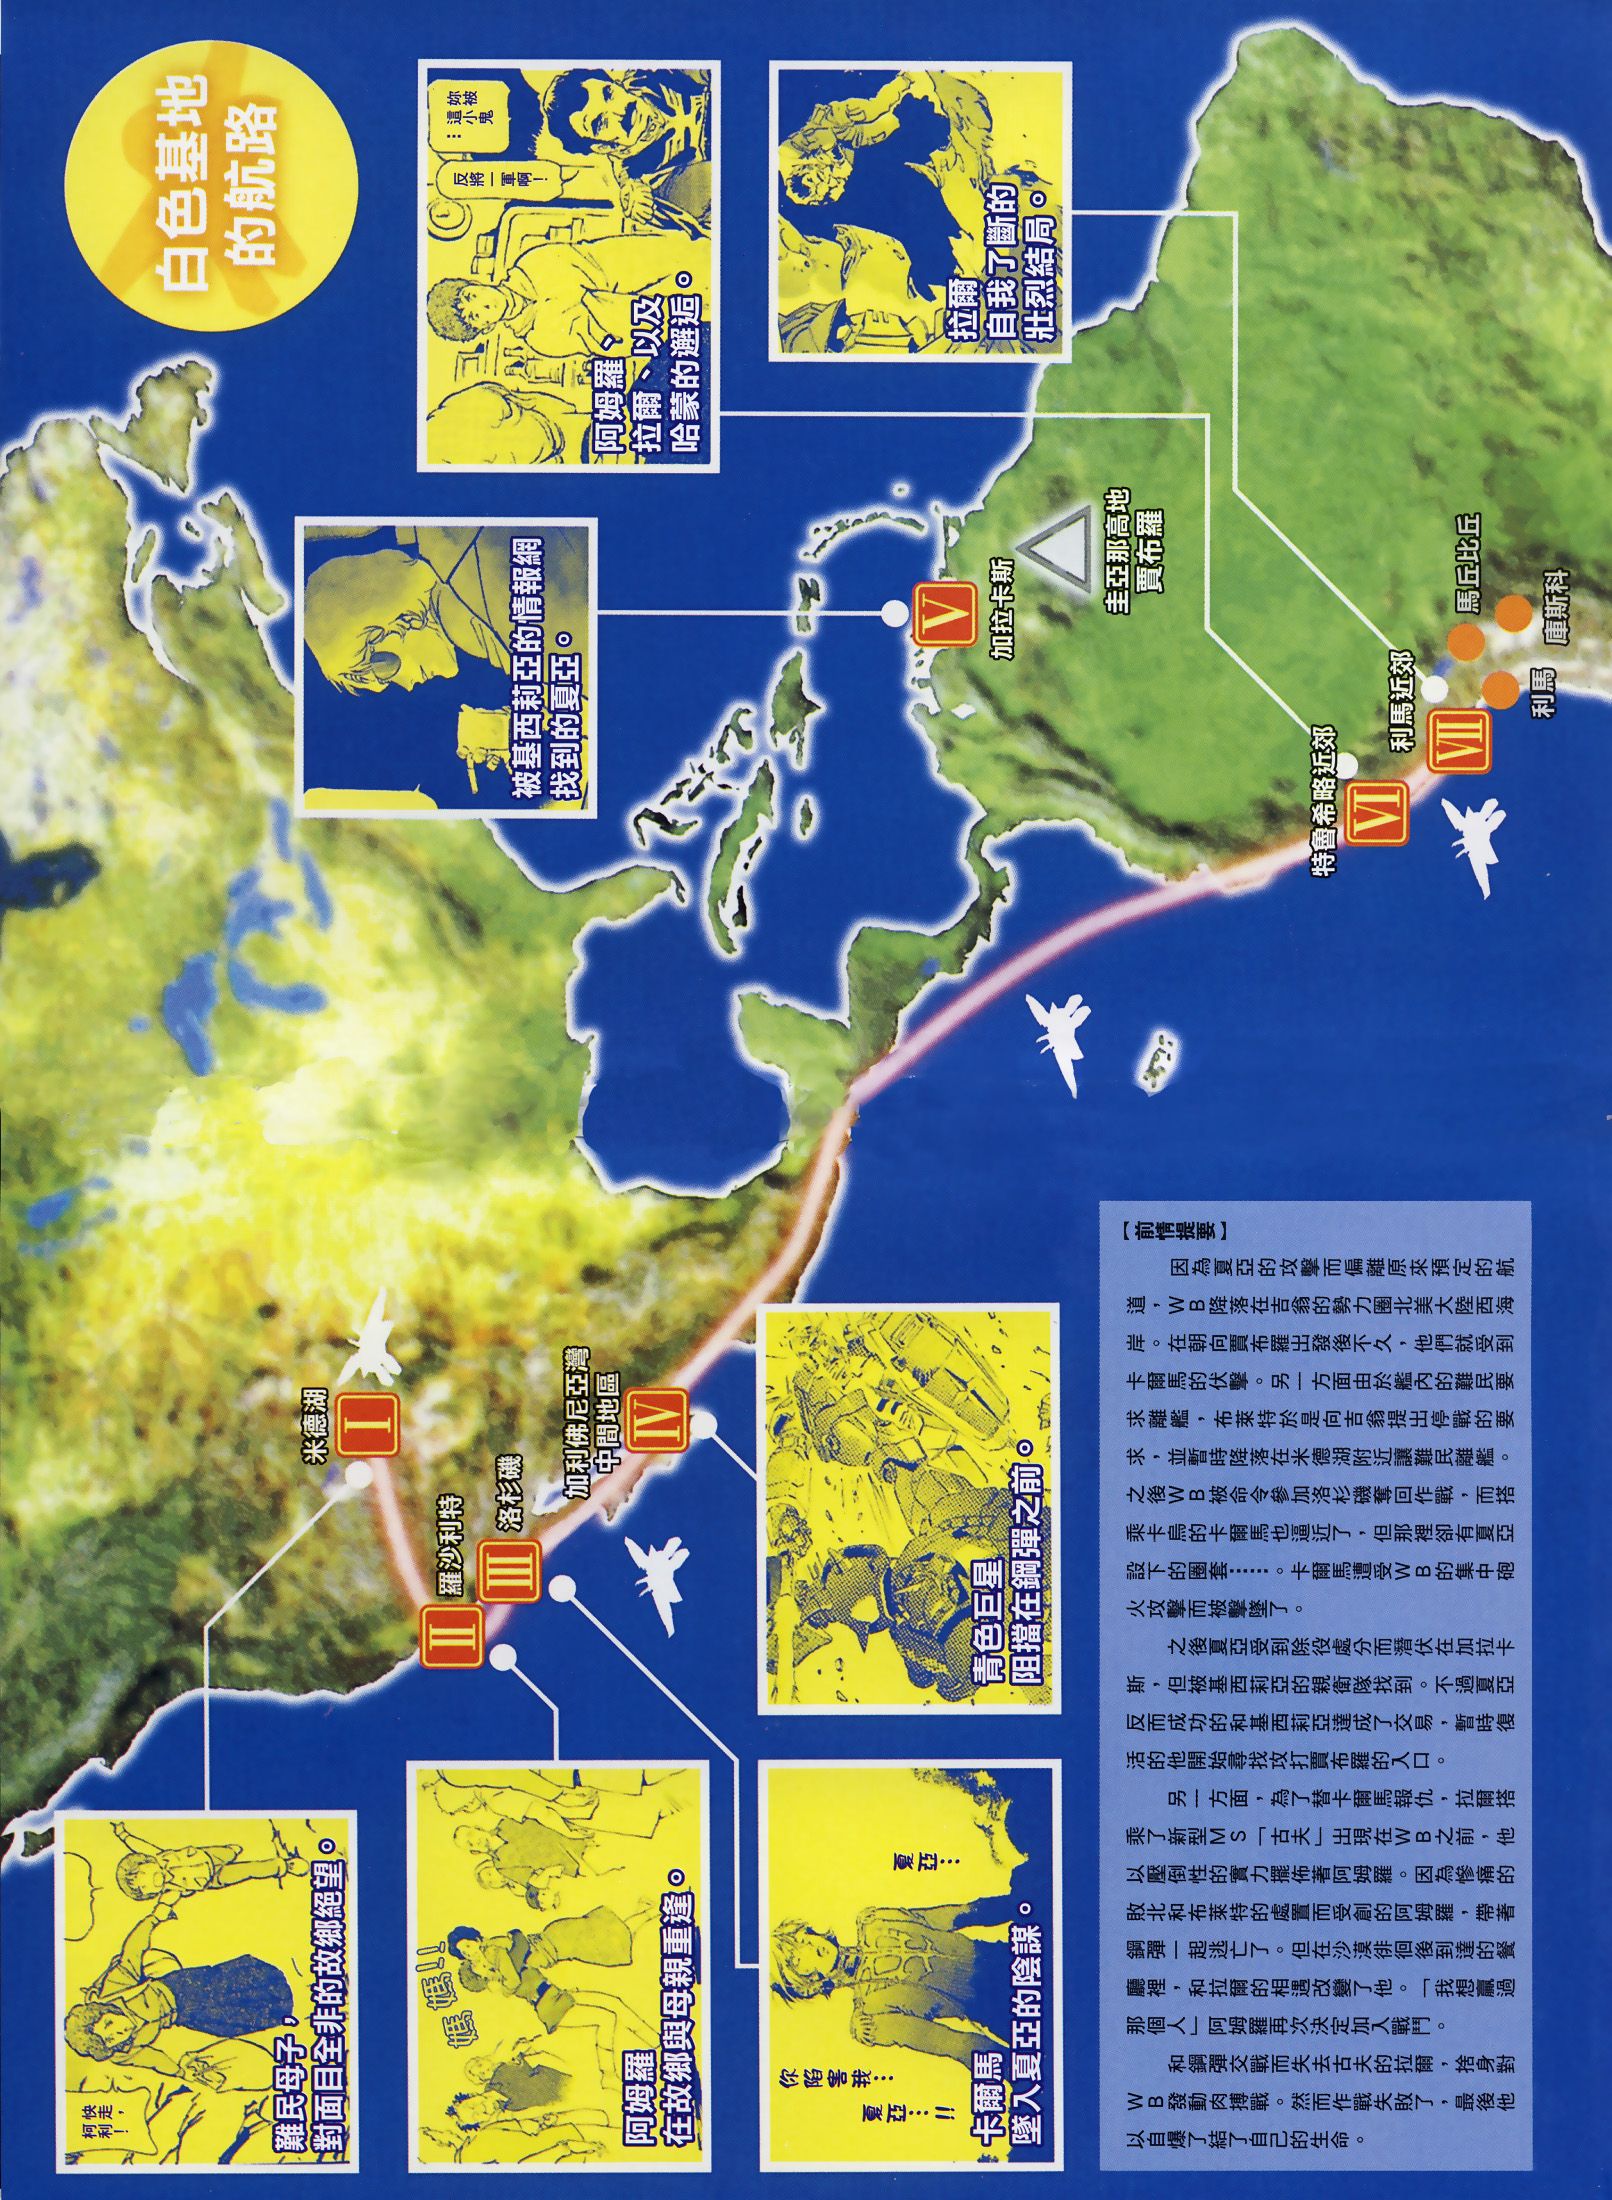 白色基地
的航路
這妳
小被
鬼
⋯
反將一軍啊！
阿姆羅、
拉爾、以及
哈蒙的邂逅。
拉爾
自我了斷的
壯烈結局。
被基西莉亞的情報網
找到的夏亞。
V
加拉卡斯
圭亞那高地
賈布羅
特魯希略近郊
VI
利馬近郊
VII
馬丘比丘
庫斯科
利馬
米德湖
I
羅沙利特
II
洛杉磯
III
加利佛尼亞灣
中間地區
IV
青色巨星
阻擋在鋼彈之前。
快走，
柯利！
難民母子，
對面目全非的故鄉絕望。
媽媽!!
阿姆羅
在故鄉與母親重逢。
你陷害我⋯
夏亞⋯!!
夏亞⋯
卡爾馬
墜入夏亞的陰謀。
【前情提要】
因為夏亞的攻擊而偏離原來預定的航
道，WB降落在吉翁的勢力圈北美大陸西海
岸。在朝向賈布羅出發後不久，他們就受到
卡爾馬的伏擊。另一方面由於艦內的難民要
求離艦，布萊特於是向吉翁提出停戰的要
求，並暫時降落在米德湖附近讓難民離艦。
之後WB被命令參加洛杉磯奪回作戰，而搭
乘卡烏的卡爾馬也逼近了，但那裡卻有夏亞
設下的圈套⋯⋯。卡爾馬遭受WB的集中砲
火攻擊而被擊墜了。
之後夏亞受到除役處分而潛伏在加拉卡
斯，但被基西莉亞的親衛隊找到。不過夏亞
反而成功的和基西莉亞達成了交易，暫時復
活的他開始尋找攻打賈布羅的入口。
另一方面，為了替卡爾馬報仇，拉爾搭
乘了新型MS「古夫」出現在WB之前，他
以壓倒性的實力擺佈著阿姆羅。因為慘痛的
敗北和布萊特的處置而受創的阿姆羅，帶著
鋼彈一起逃亡了。但在沙漠徘徊後到達的餐
廳裡，和拉爾的相遇改變了他。「我想贏過
那個人」阿姆羅再次決定加入戰鬥。
和鋼彈交戰而失去古夫的拉爾，捨身對
WB發動肉搏戰。然而作戰失敗了，最後他
以自爆了結了自己的生命。